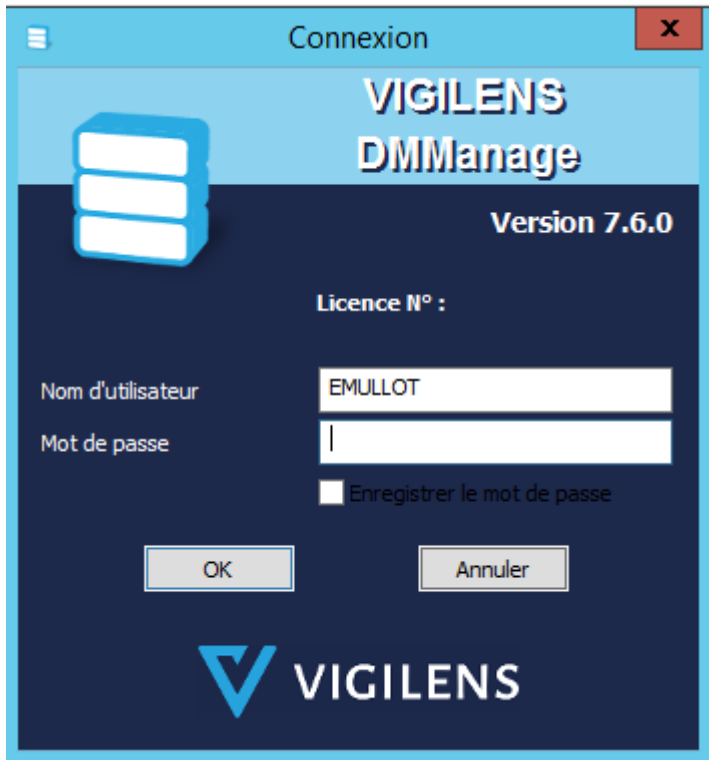 Connexion
x
VIGILENS
DMManage
Version 7.6.0
Licence N° :
Nom d'utilisateur
EMULLOT
Mot de passe
Enregistrer le mot de passe
OK
Annuler
VIGILENS